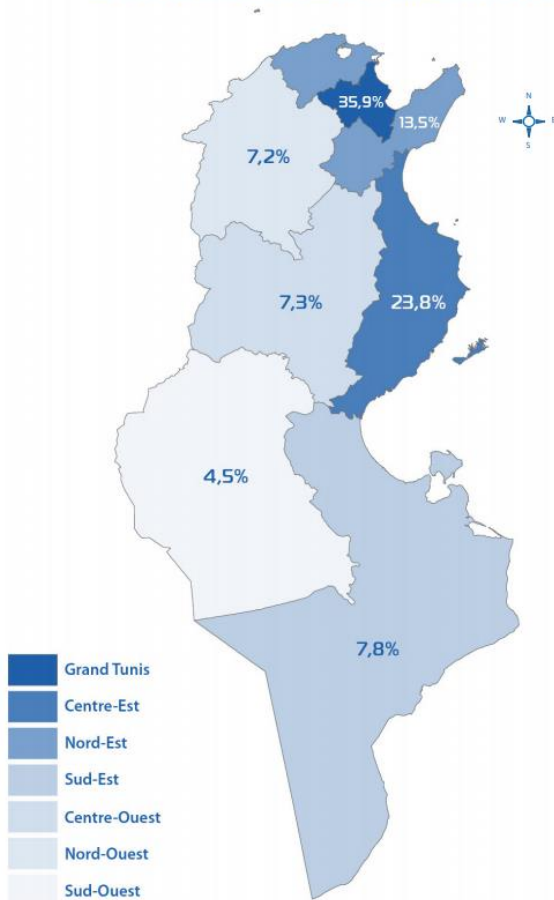 35,9%
13,5%
N
W E
S
7,2%
7,3%
23,8%
4,5%
7,8%
Grand Tunis
Centre-Est
Nord-Est
Sud-Est
Centre-Ouest
Nord-Ouest
Sud-Ouest